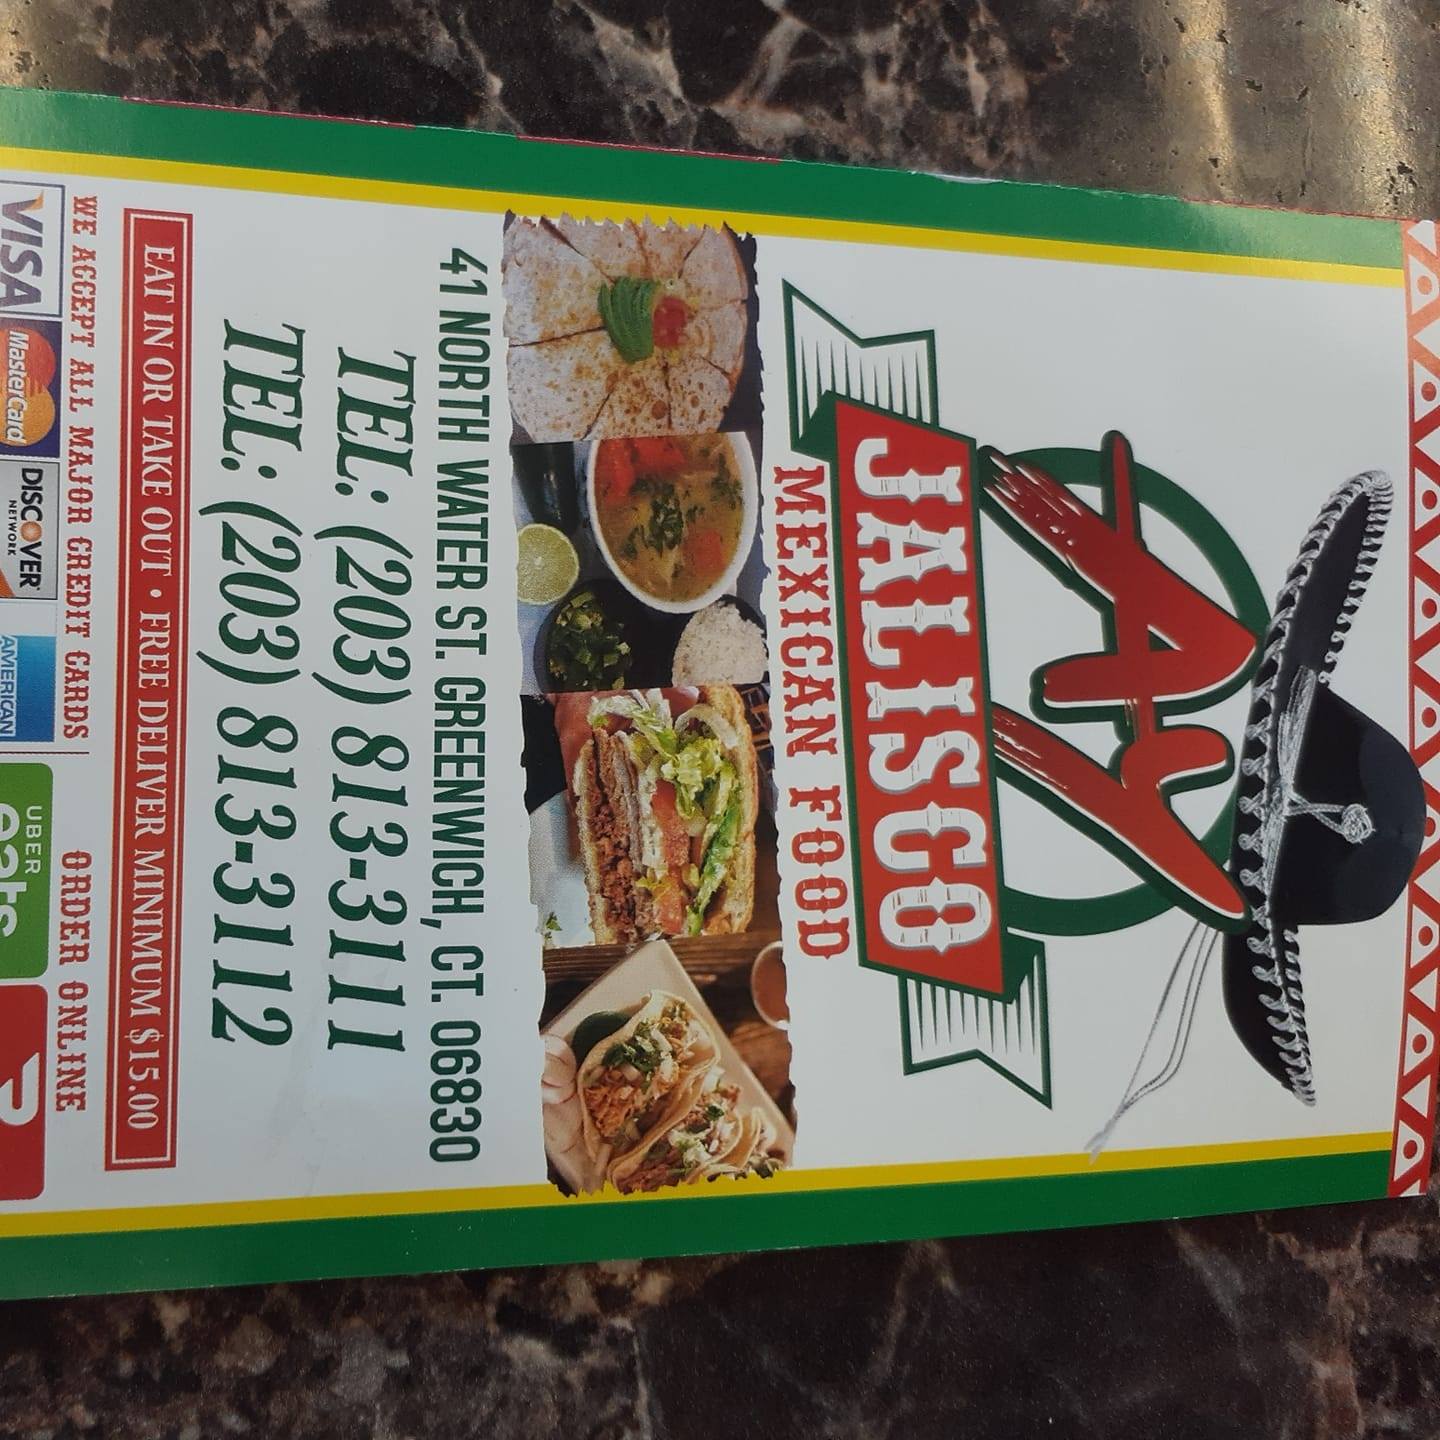 Ay
JALISCO
MEXICAN FOOD
41 NORTH WATER ST. GREENWICH, CT. 06830
TEL: (203) 813-3111
TEL: (203) 813-3112
EAT IN OR TAKE OUT • FREE DELIVER MINIMUM $15.00
WE ACCEPT ALL MAJOR CREDIT CARDS
ORDER ONLINE
VISA
MasterCard
DISCOVER
NETWORK
AMERICAN
UBER
eats